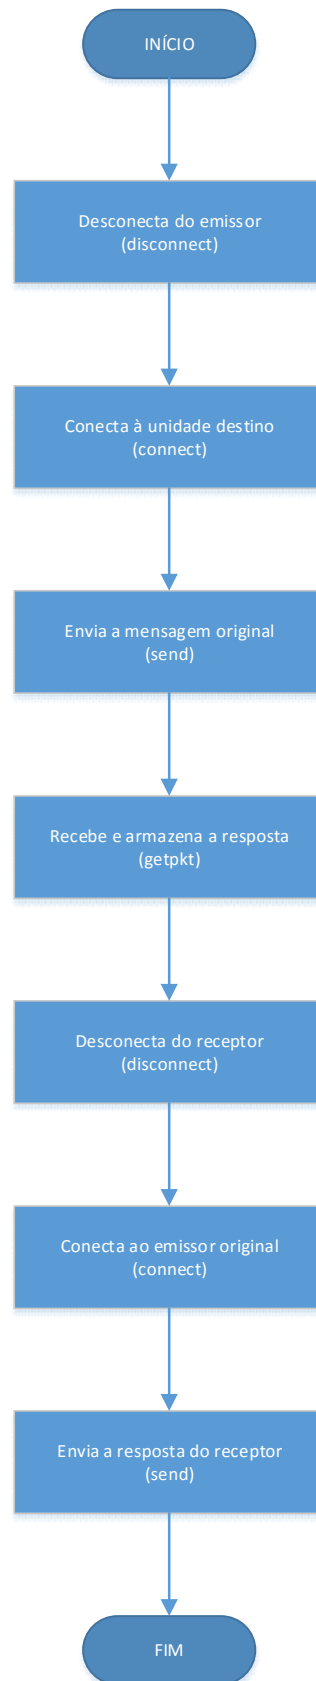 INÍCIO
Desconecta do emissor
(disconnect)
Conecta à unidade destino
(connect)
Envia a mensagem original
(send)
Recebe e armazena a resposta
(getpkt)
Desconecta do receptor
(disconnect)
Conecta ao emissor original
(connect)
Envia a resposta do receptor
(send)
FIM